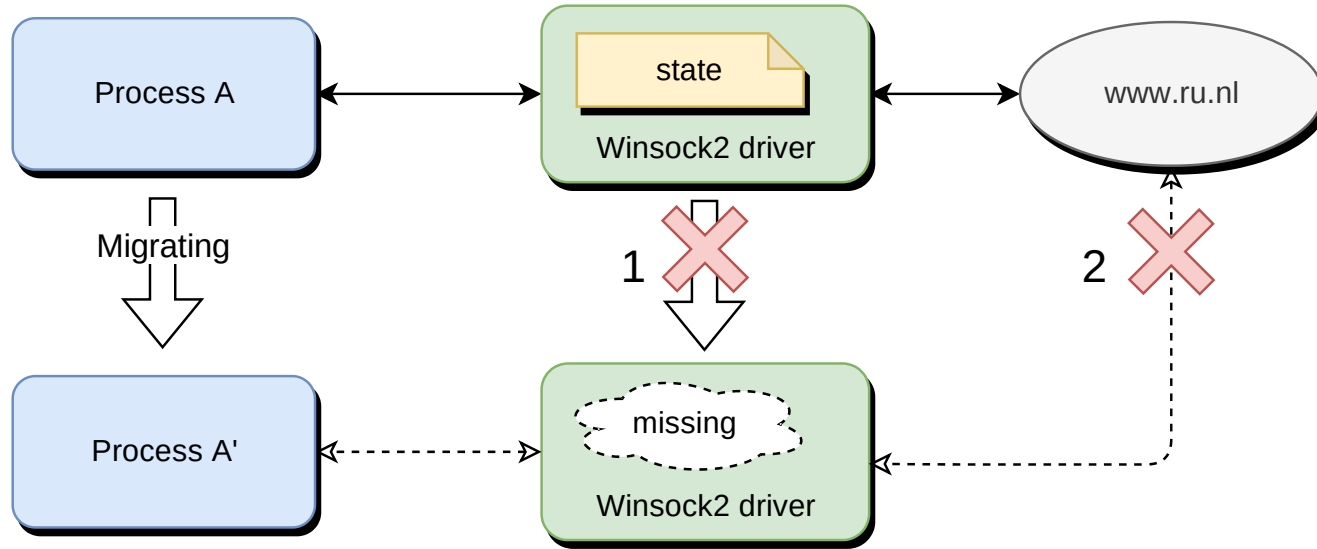 Process A
state
Winsock2 driver
www.ru.nl
Migrating
1
2
Process A'
missing
Winsock2 driver